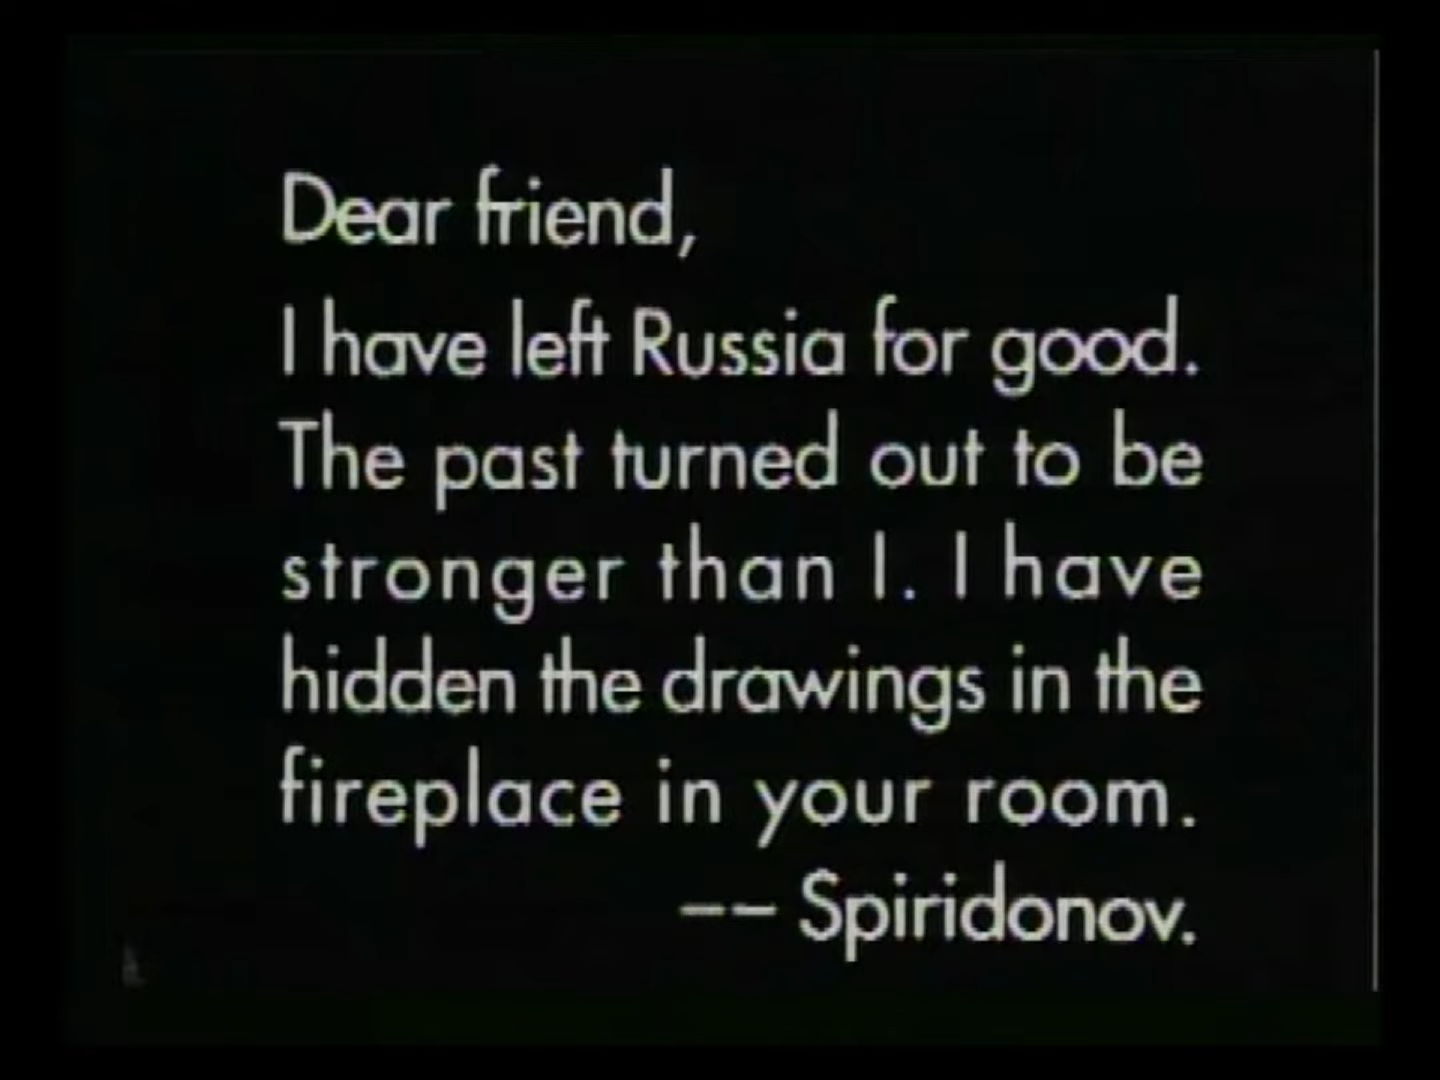 Dear friend,
I have left Russia for good.
The past turned out to be
stronger than I. I have
hidden the drawings in the
fireplace in your room.
-- Spiridonov.